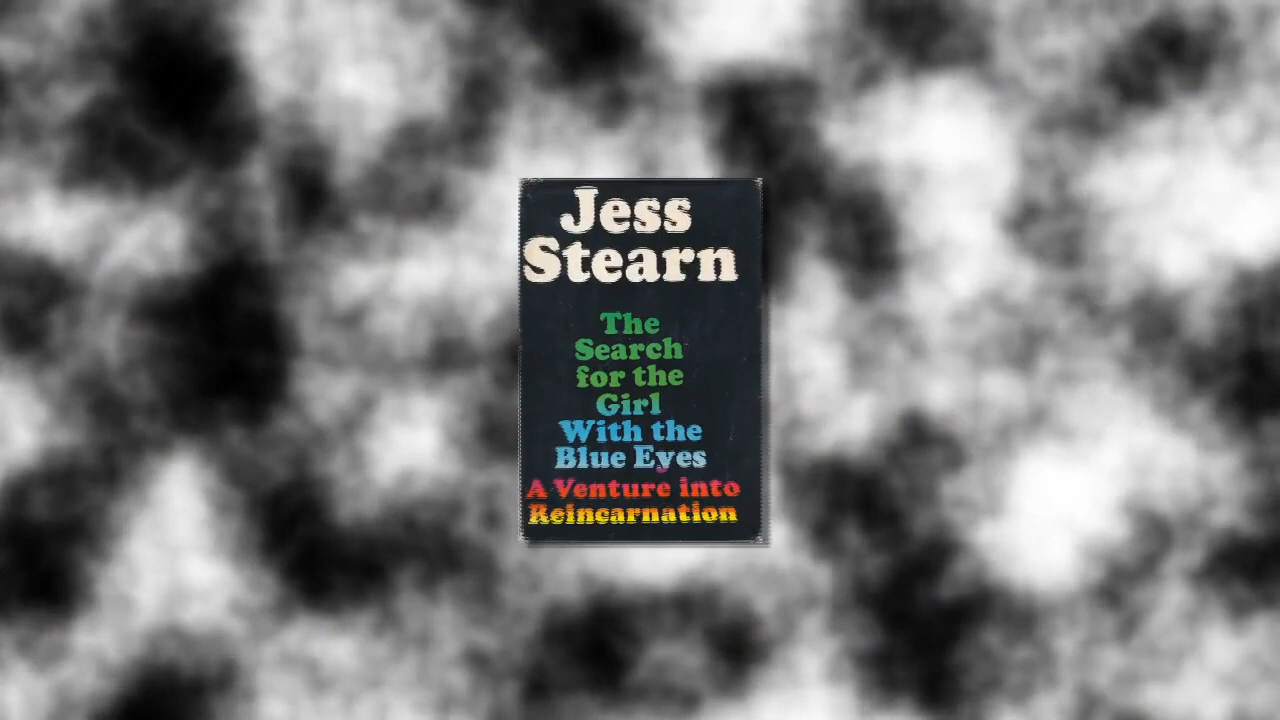 Jess
Stearn
The
Search
for the
Girl
With the
Blue Eyes
A Venture into
Reincarnation